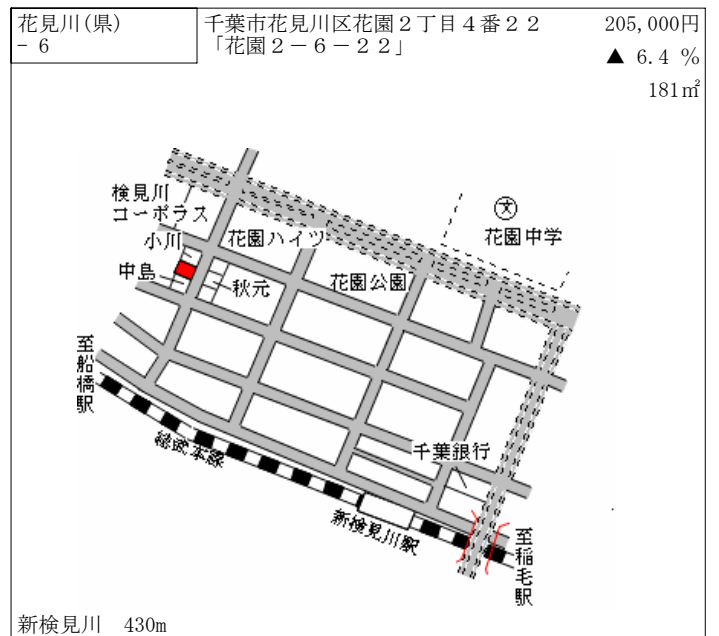 花見川(県)
- 6
千葉市花見川区花園２丁目４番２２
「花園２－６－２２」
205,000円
▲ 6.4 %
181㎡
検見川
コーポラス
小川
花園ハイツ
文
花園中学
中島
秋元
花園公園
至船橋駅
千葉銀行
総武本線
新検見川駅
至稲毛駅
新検見川　430m